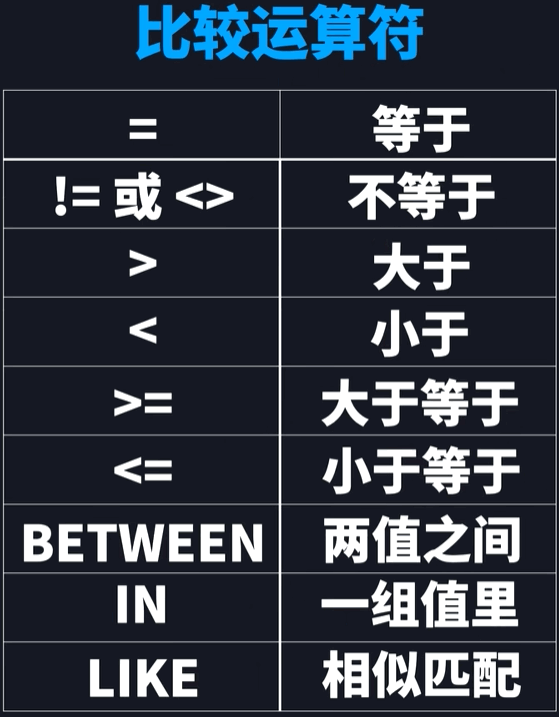 比较运算符
= 等于
!= 或 <> 不等于
> 大于
< 小于
>= 大于等于
<= 小于等于
BETWEEN 两值之间
IN 一组值里
LIKE 相似匹配